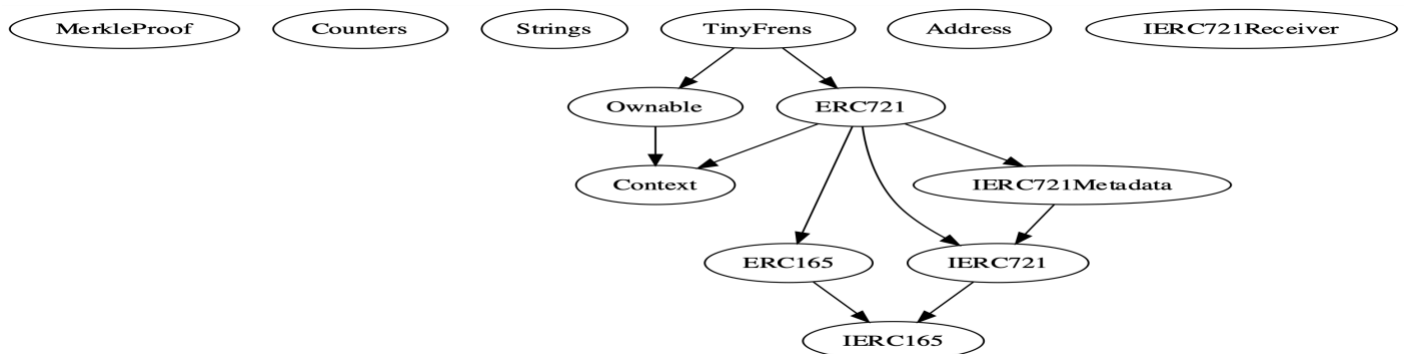 MerkleProof
Counters
Strings
TinyFrens
Address
IERC721Receiver
Ownable
ERC721
Context
IERC721Metadata
ERC165
IERC721
IERC165